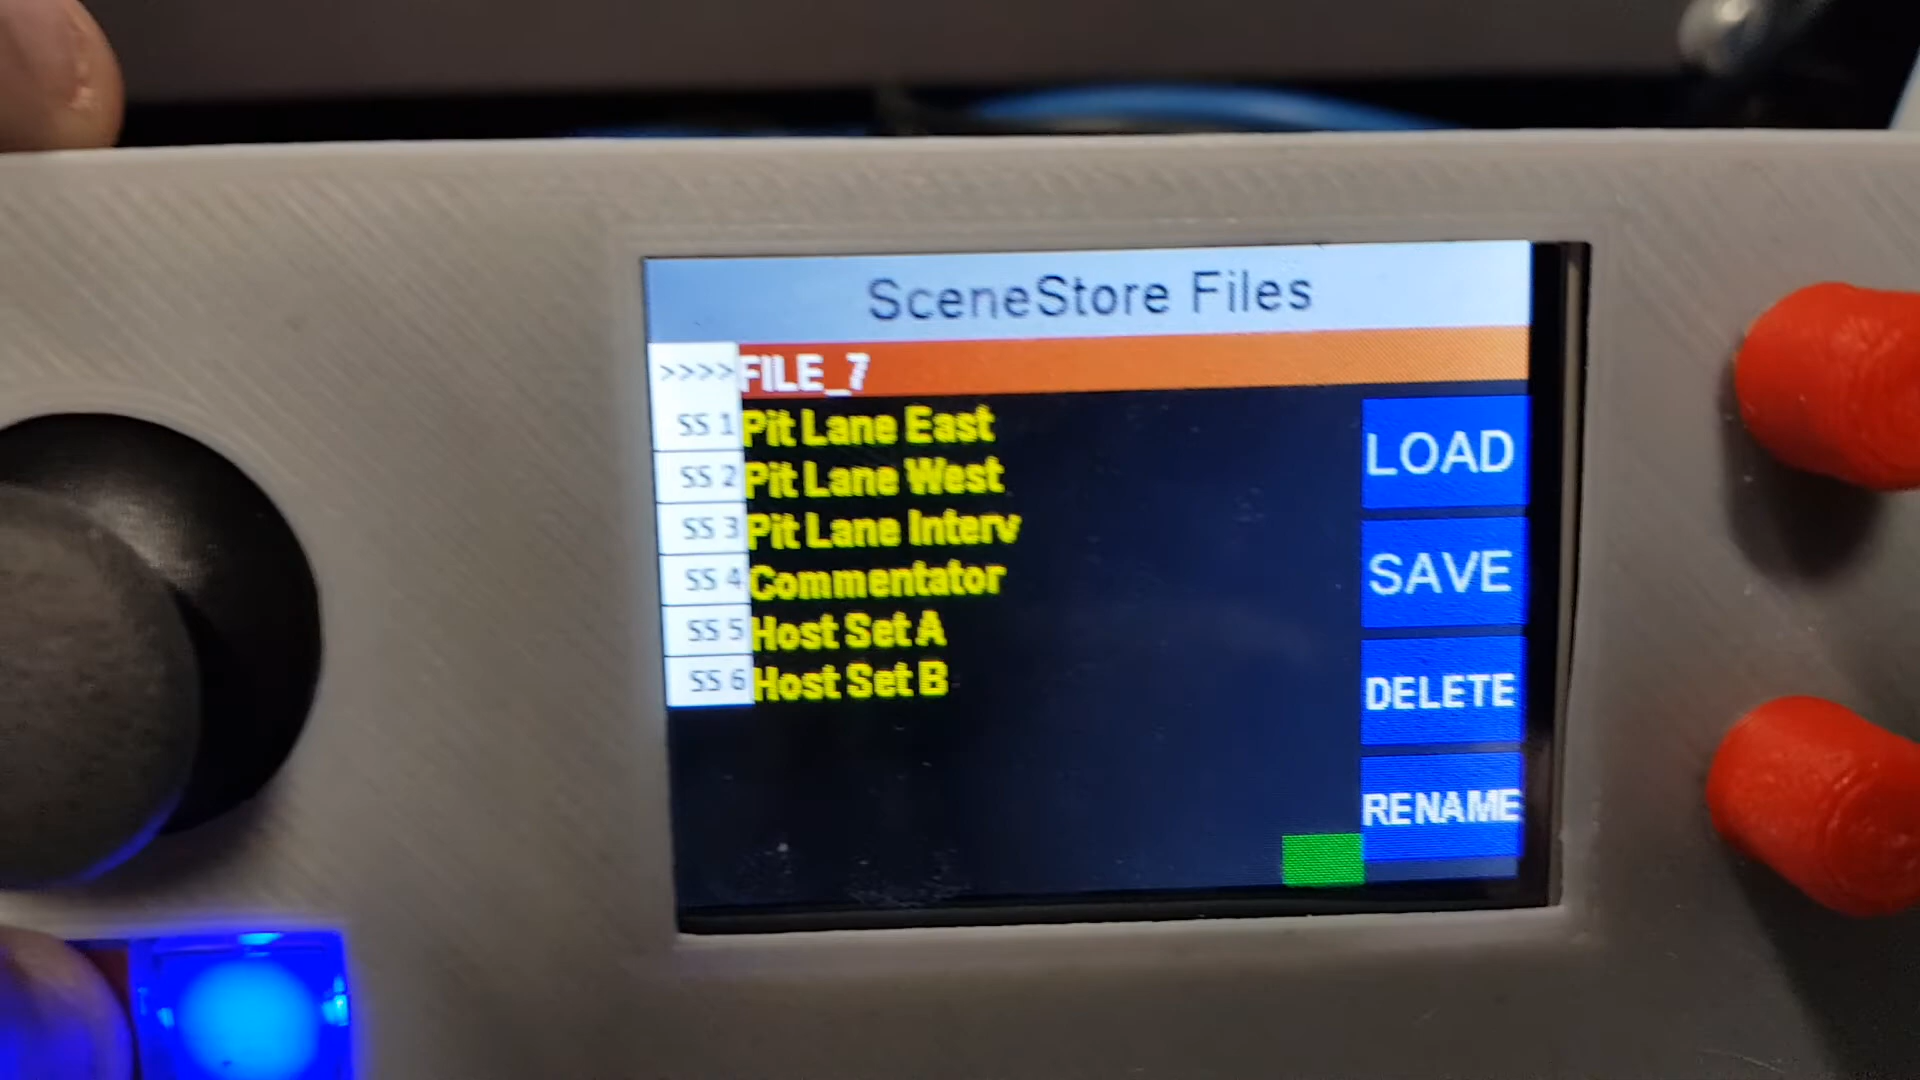 SceneStore Files
>>>> FILE_7
SS 1 Pit Lane East
SS 2 Pit Lane West
SS 3 Pit Lane Interv
SS 4 Commentator
SS 5 Host Set A
SS 6 Host Set B
LOAD
SAVE
DELETE
RENAME